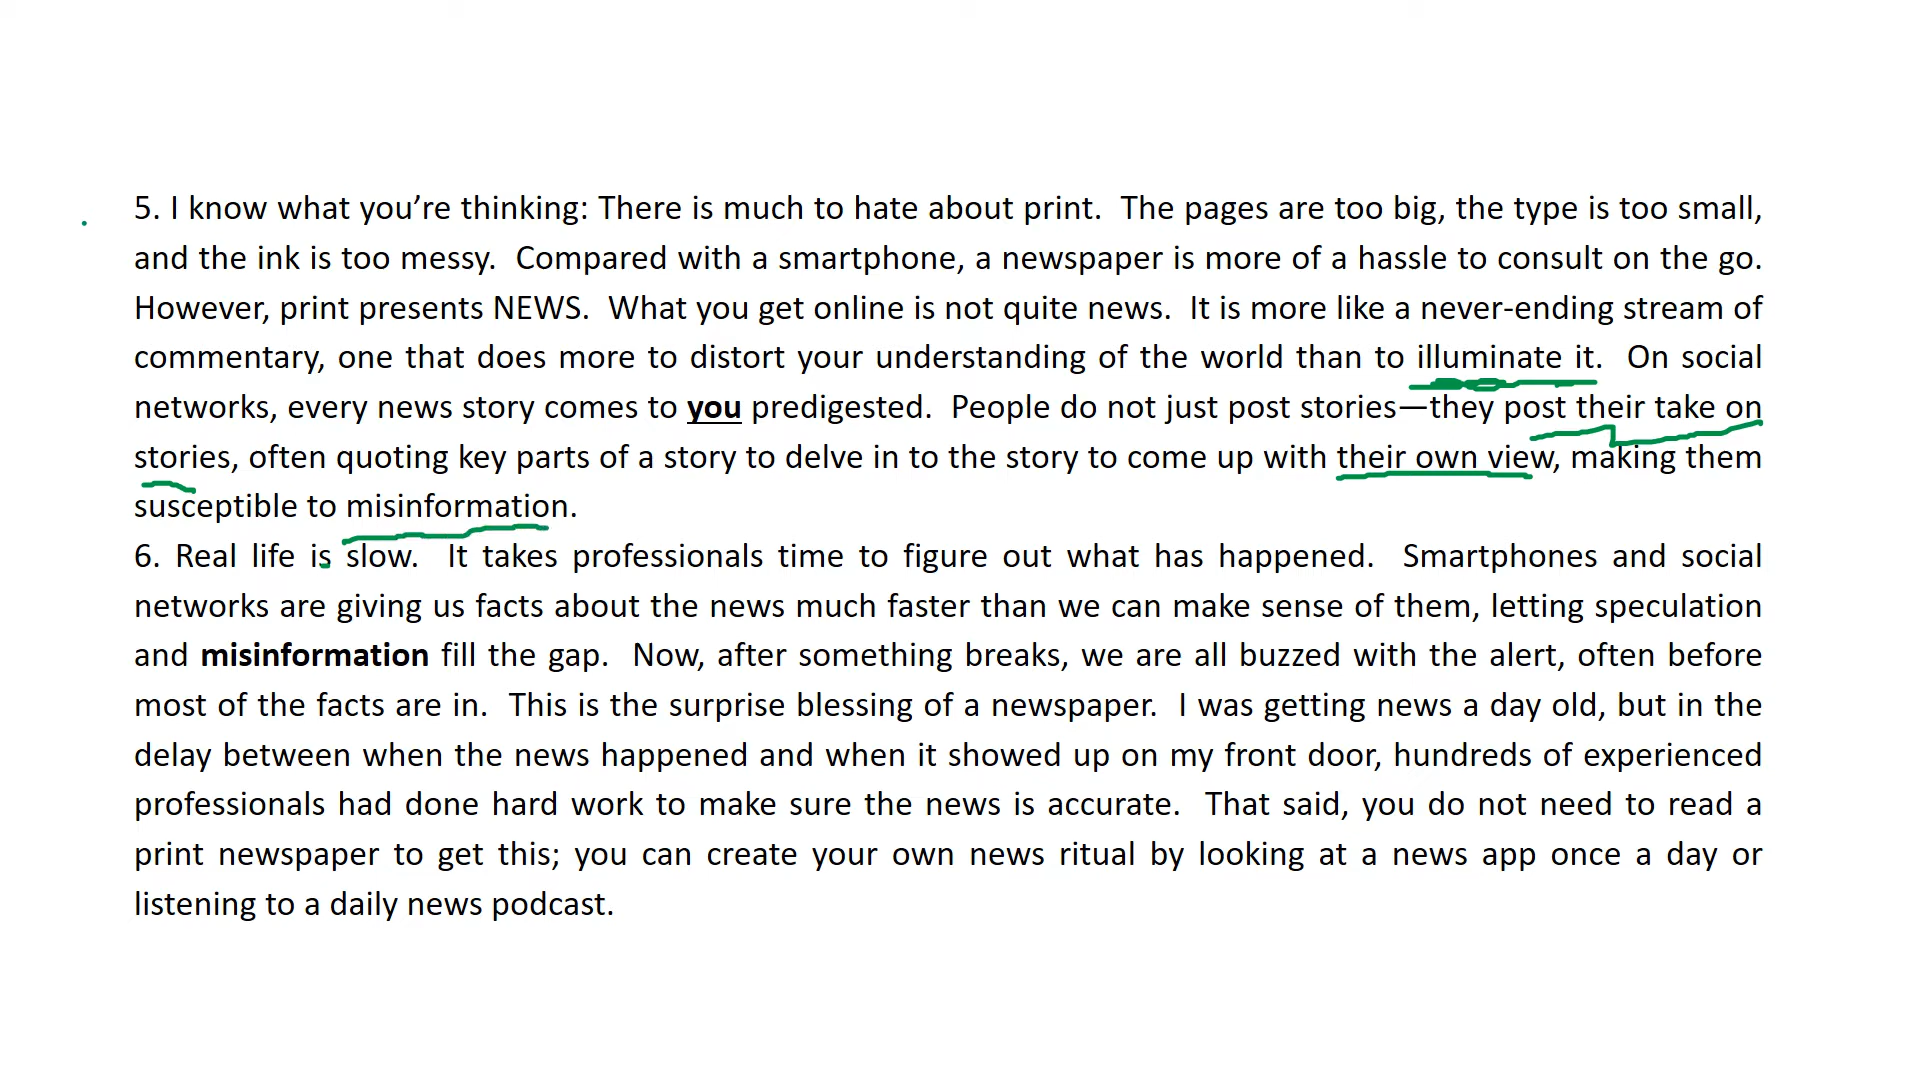 5. I know what you’re thinking: There is much to hate about print.  The pages are too big, the type is too small,
and the ink is too messy.  Compared with a smartphone, a newspaper is more of a hassle to consult on the go.
However, print presents NEWS.  What you get online is not quite news.  It is more like a never-ending stream of
commentary, one that does more to distort your understanding of the world than to illuminate it.  On social
networks, every news story comes to you predigested.  People do not just post stories—they post their take on
stories, often quoting key parts of a story to delve in to the story to come up with their own view, making them
susceptible to misinformation.
6. Real life is slow.  It takes professionals time to figure out what has happened.  Smartphones and social
networks are giving us facts about the news much faster than we can make sense of them, letting speculation
and misinformation fill the gap.  Now, after something breaks, we are all buzzed with the alert, often before
most of the facts are in.  This is the surprise blessing of a newspaper.  I was getting news a day old, but in the
delay between when the news happened and when it showed up on my front door, hundreds of experienced
professionals had done hard work to make sure the news is accurate.  That said, you do not need to read a
print newspaper to get this; you can create your own news ritual by looking at a news app once a day or
listening to a daily news podcast.